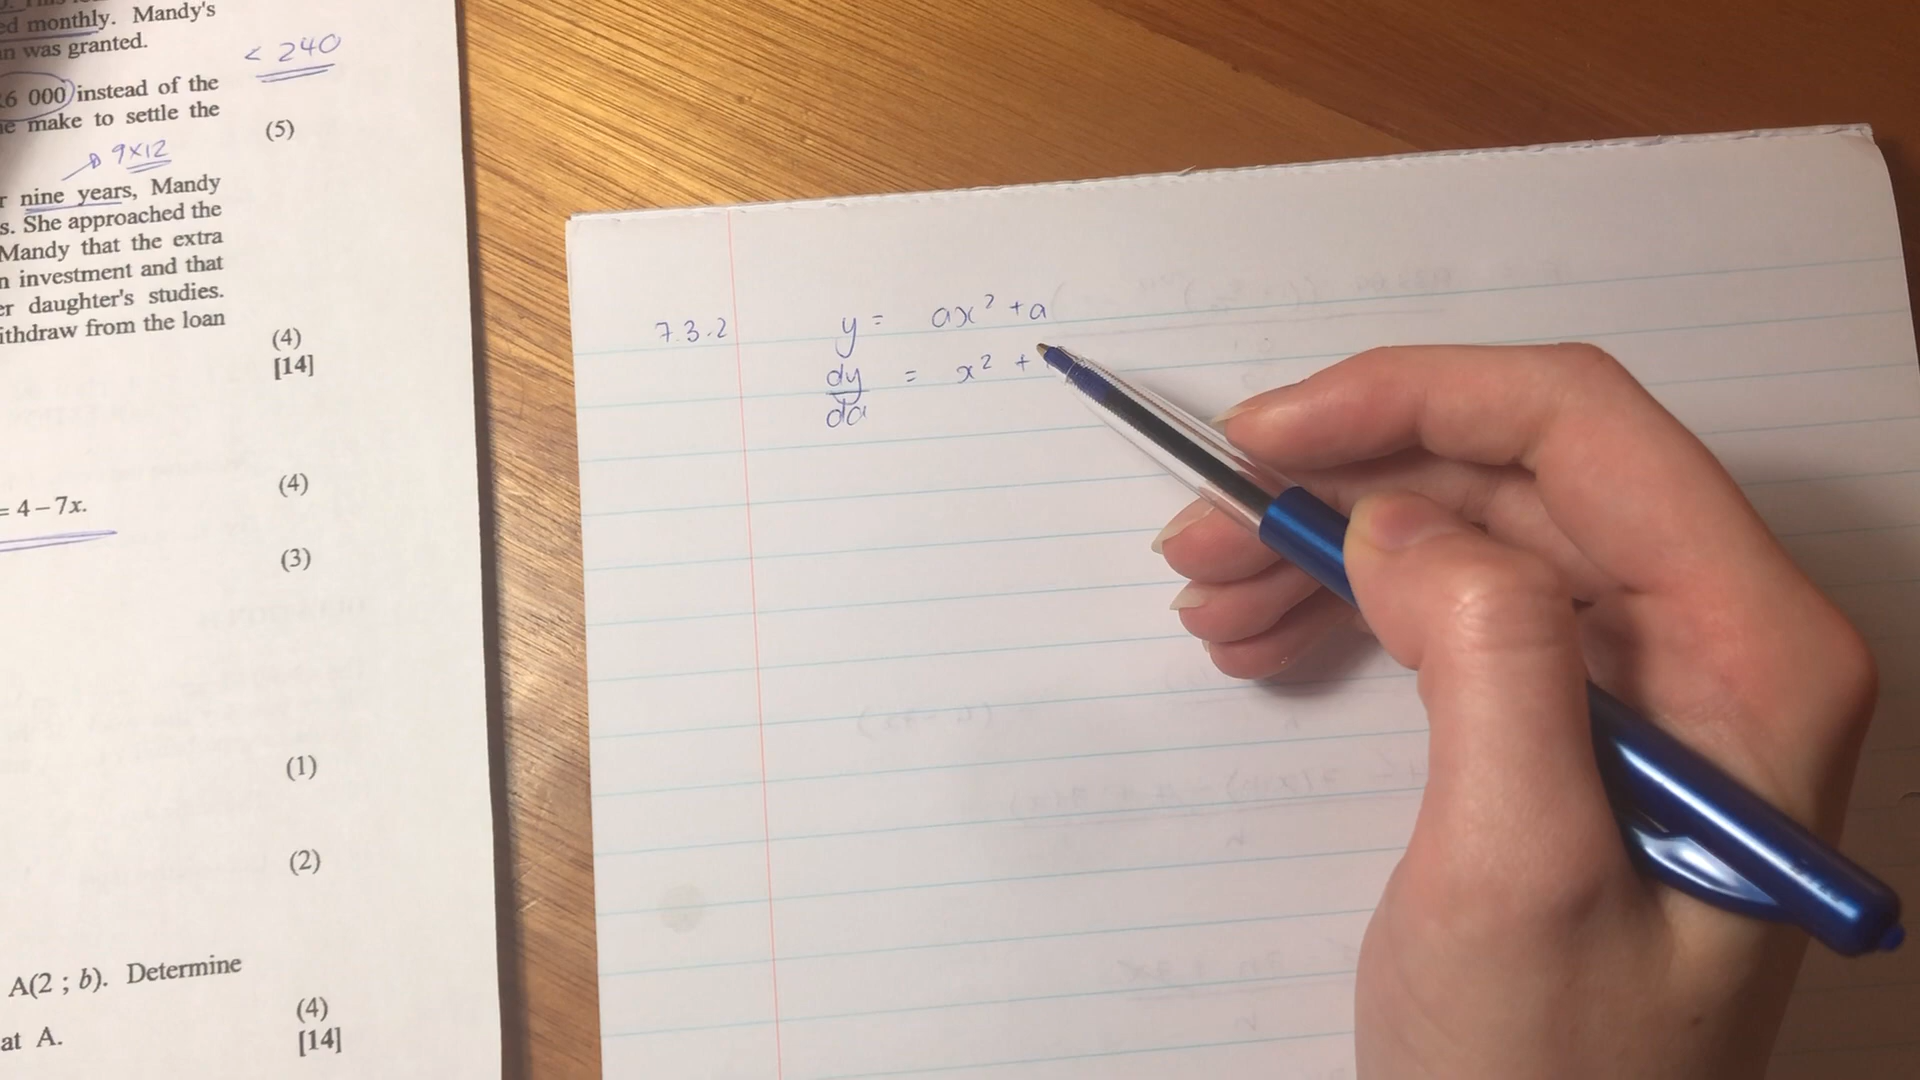 ed monthly. Mandy's
n was granted.
< 240
6 000 instead of the
e make to settle the
(5)
9x12
r nine years, Mandy
s. She approached the
Mandy that the extra
n investment and that
er daughter's studies.
ithdraw from the loan
(4)
[14]
= 4 – 7x.
(4)
(3)
(1)
(2)
A(2 ; b). Determine
(4)
at A.
[14]
7.3.2 y = ax² + a
dy = x² +
da